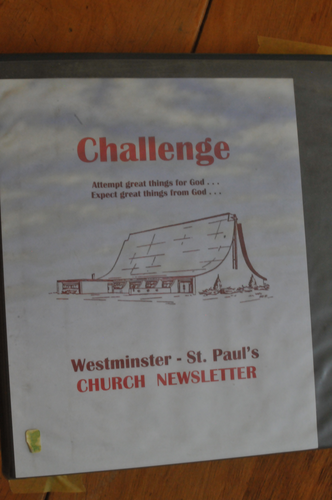 Challenge
Attempt great things for God . . .
Expect great things from God . . .
Westminster - St. Paul's
CHURCH NEWSLETTER